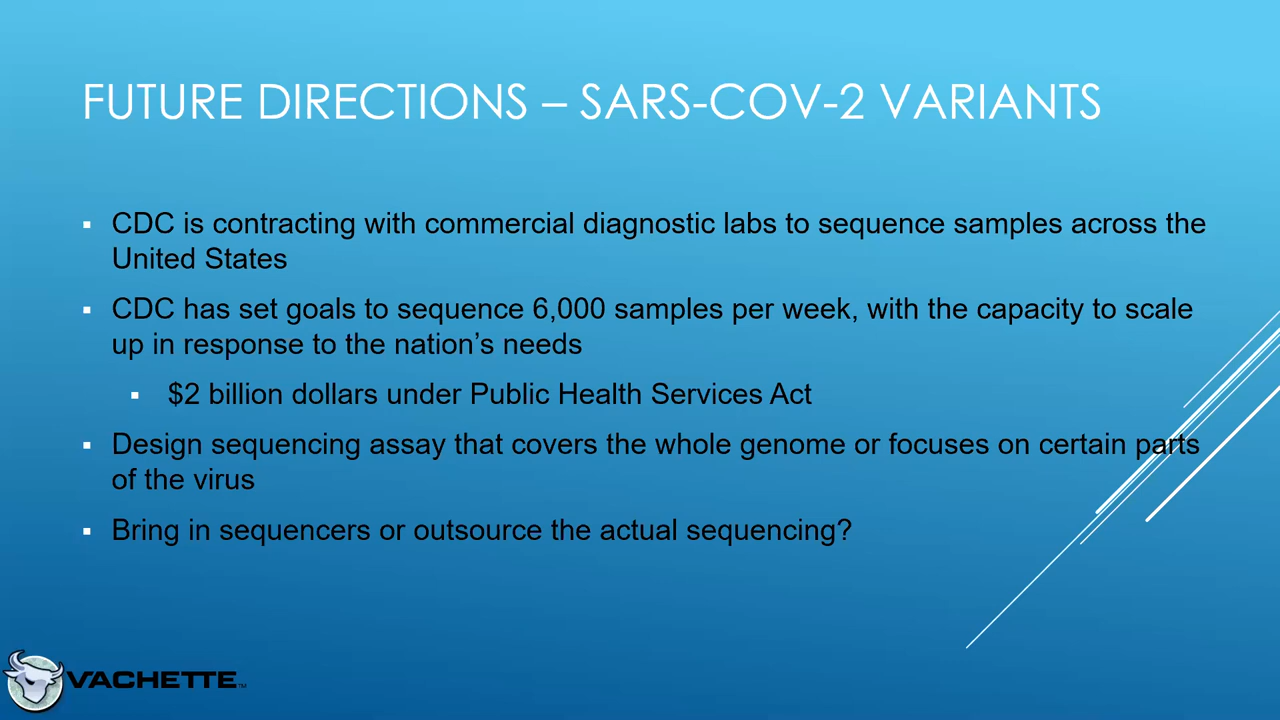 FUTURE DIRECTIONS – SARS-COV-2 VARIANTS
▪ CDC is contracting with commercial diagnostic labs to sequence samples across the
United States
▪ CDC has set goals to sequence 6,000 samples per week, with the capacity to scale
up in response to the nation’s needs
▪ $2 billion dollars under Public Health Services Act
▪ Design sequencing assay that covers the whole genome or focuses on certain parts
of the virus
▪ Bring in sequencers or outsource the actual sequencing?
VACHETTE™